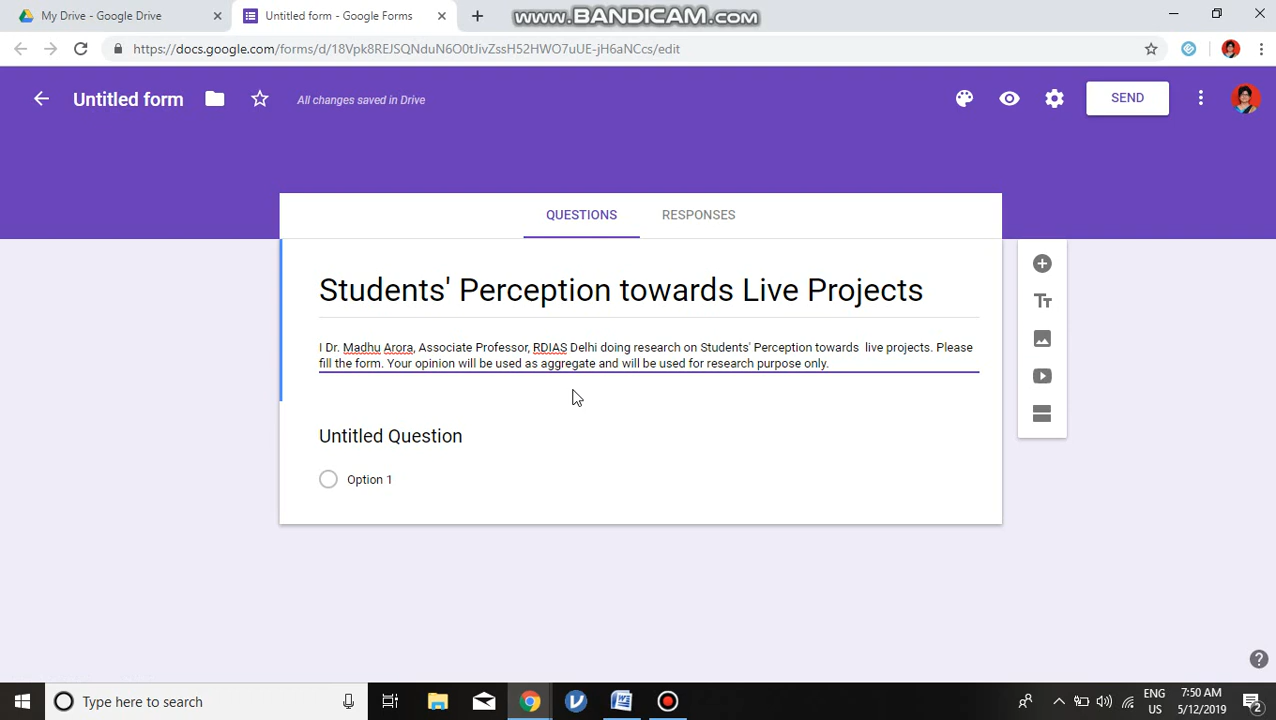 My Drive - Google Drive
Untitled form - Google Forms
www.BANDICAM.com
https://docs.google.com/forms/d/18Vpk8REJSQNduN6O0tJivZssH52HWO7uUE-jH6aNCcs/edit
Untitled form
All changes saved in Drive
SEND
QUESTIONS
RESPONSES
Students' Perception towards Live Projects
I Dr. Madhu Arora, Associate Professor, RDIAS Delhi doing research on Students' Perception towards  live projects. Please
fill the form. Your opinion will be used as aggregate and will be used for research purpose only.
Untitled Question
Option 1
Type here to search
ENG
US
7:50 AM
5/12/2019
2